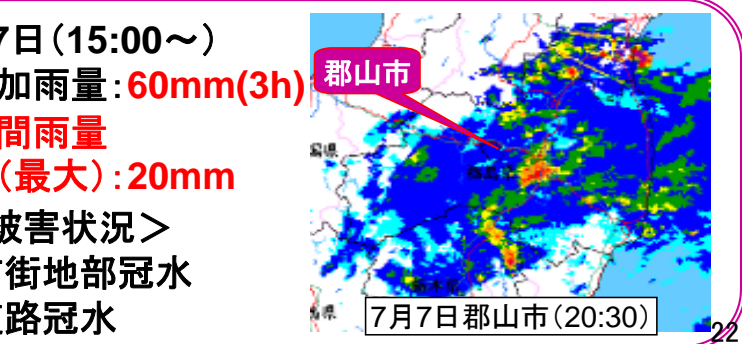 7日(15:00～)
加雨量:60mm(3h)
間雨量
(最大):20mm
被害状況＞
街地部冠水
路冠水
郡山市
7月7日郡山市(20:30)
22